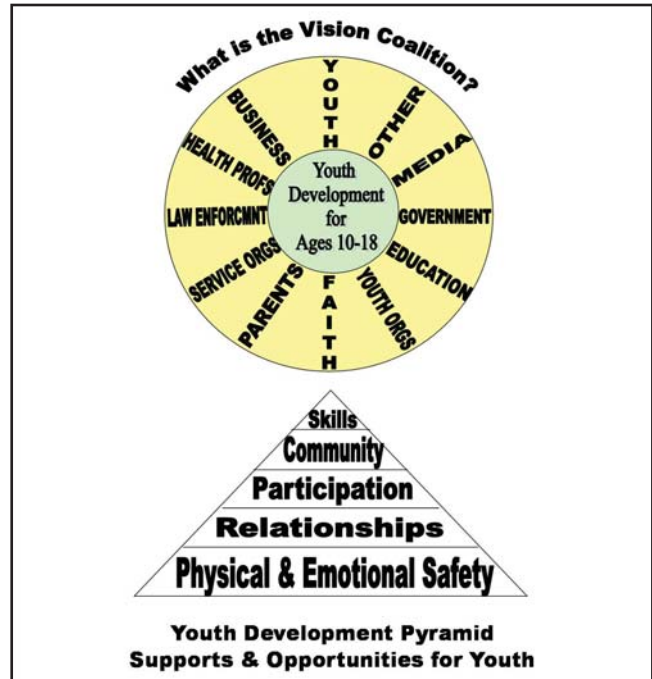 What is the Vision Coalition?
YOUTH
OTHER
MEDIA
GOVERNMENT
EDUCATION
YOUTH ORGS
FAITH
PARENTS
SERVICE ORGS
LAW ENFORCMNT
HEALTH PROFS
BUSINESS
Youth
Development
for
Ages 10-18
Skills
Community
Participation
Relationships
Physical & Emotional Safety
Youth Development Pyramid
Supports & Opportunities for Youth